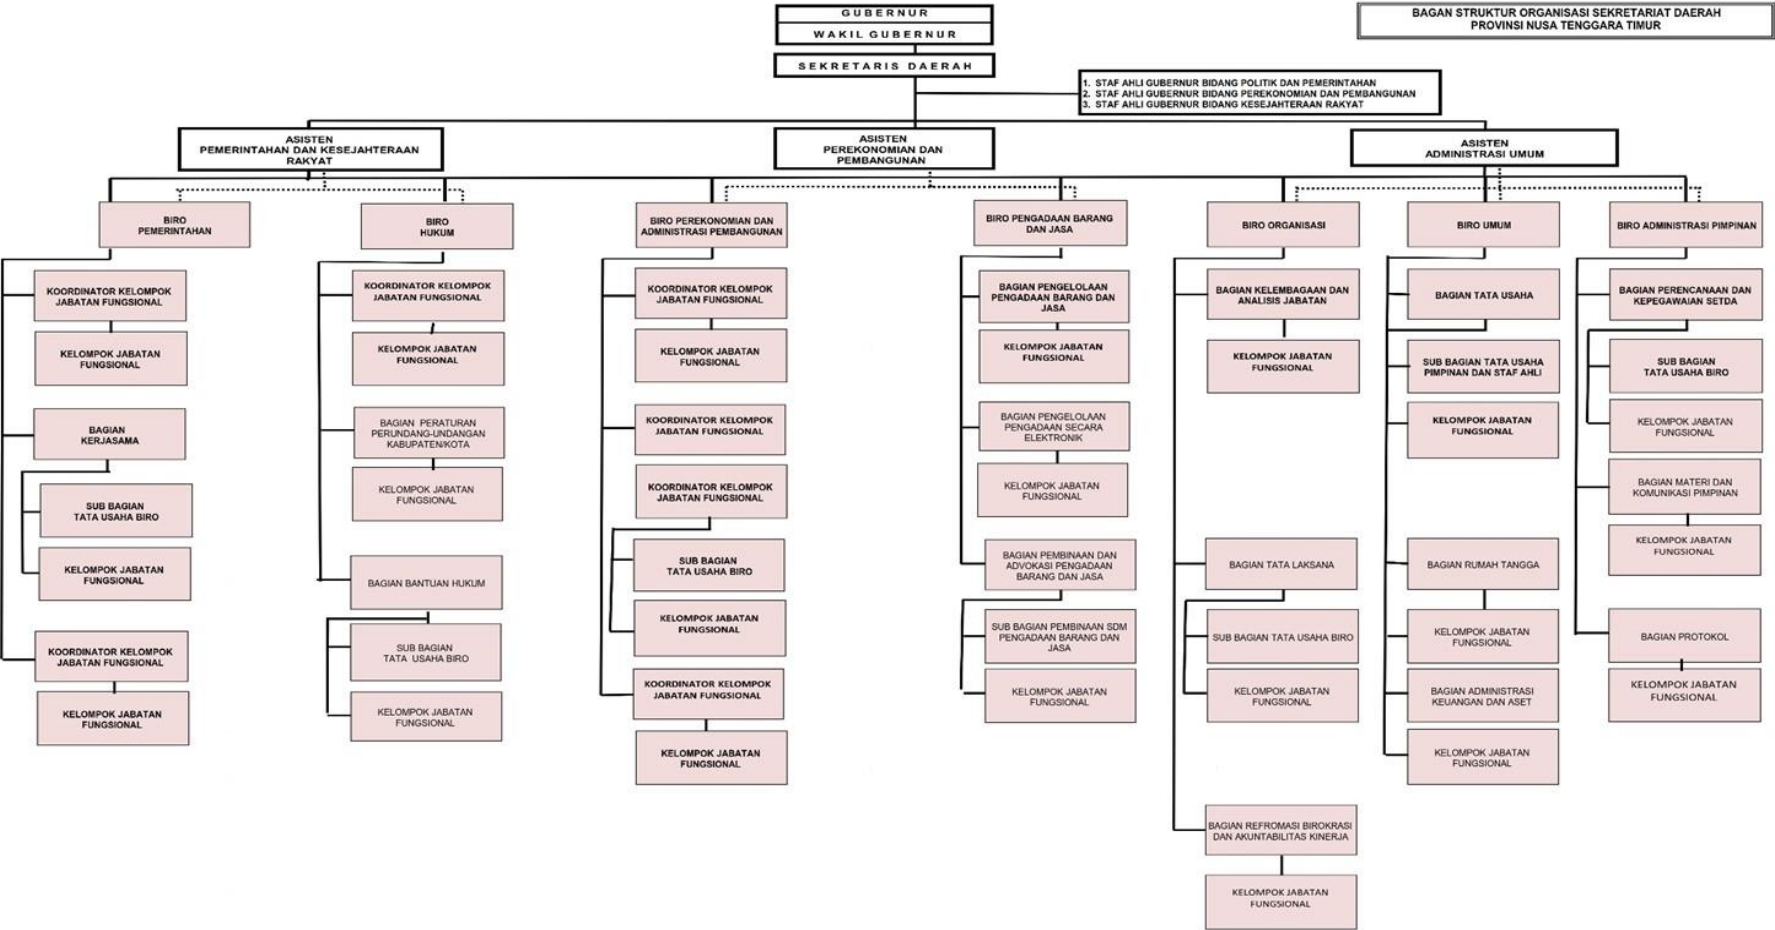 GUBERNUR
WAKIL GUBERNUR
BAGAN STRUKTUR ORGANISASI SEKRETARIAT DAERAH
PROVINSI NUSA TENGGARA TIMUR
SEKRETARIS DAERAH
1. STAF AHLI GUBERNUR BIDANG POLITIK DAN PEMERINTAHAN
2. STAF AHLI GUBERNUR BIDANG PEREKONOMIAN DAN PEMBANGUNAN
3. STAF AHLI GUBERNUR BIDANG KESEJAHTERAAN RAKYAT
ASISTEN
PEMERINTAHAN DAN KESEJAHTERAAN
RAKYAT
ASISTEN
PEREKONOMIAN DAN
PEMBANGUNAN
ASISTEN
ADMINISTRASI UMUM
BIRO
PEMERINTAHAN
KOORDINATOR KELOMPOK
JABATAN FUNGSIONAL
KELOMPOK JABATAN
FUNGSIONAL
BAGIAN
KERJASAMA
SUB BAGIAN
TATA USAHA BIRO
KELOMPOK JABATAN
FUNGSIONAL
KOORDINATOR KELOMPOK
JABATAN FUNGSIONAL
KELOMPOK JABATAN
FUNGSIONAL
BIRO
HUKUM
KOORDINATOR KELOMPOK
JABATAN FUNGSIONAL
KELOMPOK JABATAN
FUNGSIONAL
BAGIAN PERATURAN
PERUNDANG-UNDANGAN
KABUPATEN/KOTA
KELOMPOK JABATAN
FUNGSIONAL
BAGIAN BANTUAN HUKUM
SUB BAGIAN
TATA USAHA BIRO
KELOMPOK JABATAN
FUNGSIONAL
BIRO PEREKONOMIAN DAN
ADMINISTRASI PEMBANGUNAN
KOORDINATOR KELOMPOK
JABATAN FUNGSIONAL
KELOMPOK JABATAN
FUNGSIONAL
KOORDINATOR KELOMPOK
JABATAN FUNGSIONAL
KOORDINATOR KELOMPOK
JABATAN FUNGSIONAL
SUB BAGIAN
TATA USAHA BIRO
KELOMPOK JABATAN
FUNGSIONAL
KOORDINATOR KELOMPOK
JABATAN FUNGSIONAL
KELOMPOK JABATAN
FUNGSIONAL
BIRO PENGADAAN BARANG
DAN JASA
BAGIAN PENGELOLAAN
PENGADAAN BARANG DAN
JASA
KELOMPOK JABATAN
FUNGSIONAL
BAGIAN PENGELOLAAN
PENGADAAN SECARA
ELEKTRONIK
KELOMPOK JABATAN
FUNGSIONAL
BAGIAN PEMBINAAN DAN
ADVOKASI PENGADAAN
BARANG DAN JASA
SUB BAGIAN PEMBINAAN SDM
PENGADAAN BARANG DAN
JASA
KELOMPOK JABATAN
FUNGSIONAL
BIRO ORGANISASI
BAGIAN KELEMBAGAAN DAN
ANALISIS JABATAN
KELOMPOK JABATAN
FUNGSIONAL
BAGIAN TATA LAKSANA
SUB BAGIAN TATA USAHA BIRO
KELOMPOK JABATAN
FUNGSIONAL
BAGIAN REFROMASI BIROKRASI
DAN AKUNTABILITAS KINERJA
KELOMPOK JABATAN
FUNGSIONAL
BIRO UMUM
BAGIAN TATA USAHA
SUB BAGIAN TATA USAHA
PIMPINAN DAN STAF AHLI
KELOMPOK JABATAN
FUNGSIONAL
BAGIAN RUMAH TANGGA
KELOMPOK JABATAN
FUNGSIONAL
BAGIAN ADMINISTRASI
KEUANGAN DAN ASET
KELOMPOK JABATAN
FUNGSIONAL
BIRO ADMINISTRASI PIMPINAN
BAGIAN PERENCANAAN DAN
KEPEGAWAIAN SETDA
SUB BAGIAN
TATA USAHA BIRO
KELOMPOK JABATAN
FUNGSIONAL
BAGIAN MATERI DAN
KOMUNIKASI PIMPINAN
KELOMPOK JABATAN
FUNGSIONAL
BAGIAN PROTOKOL
KELOMPOK JABATAN
FUNGSIONAL